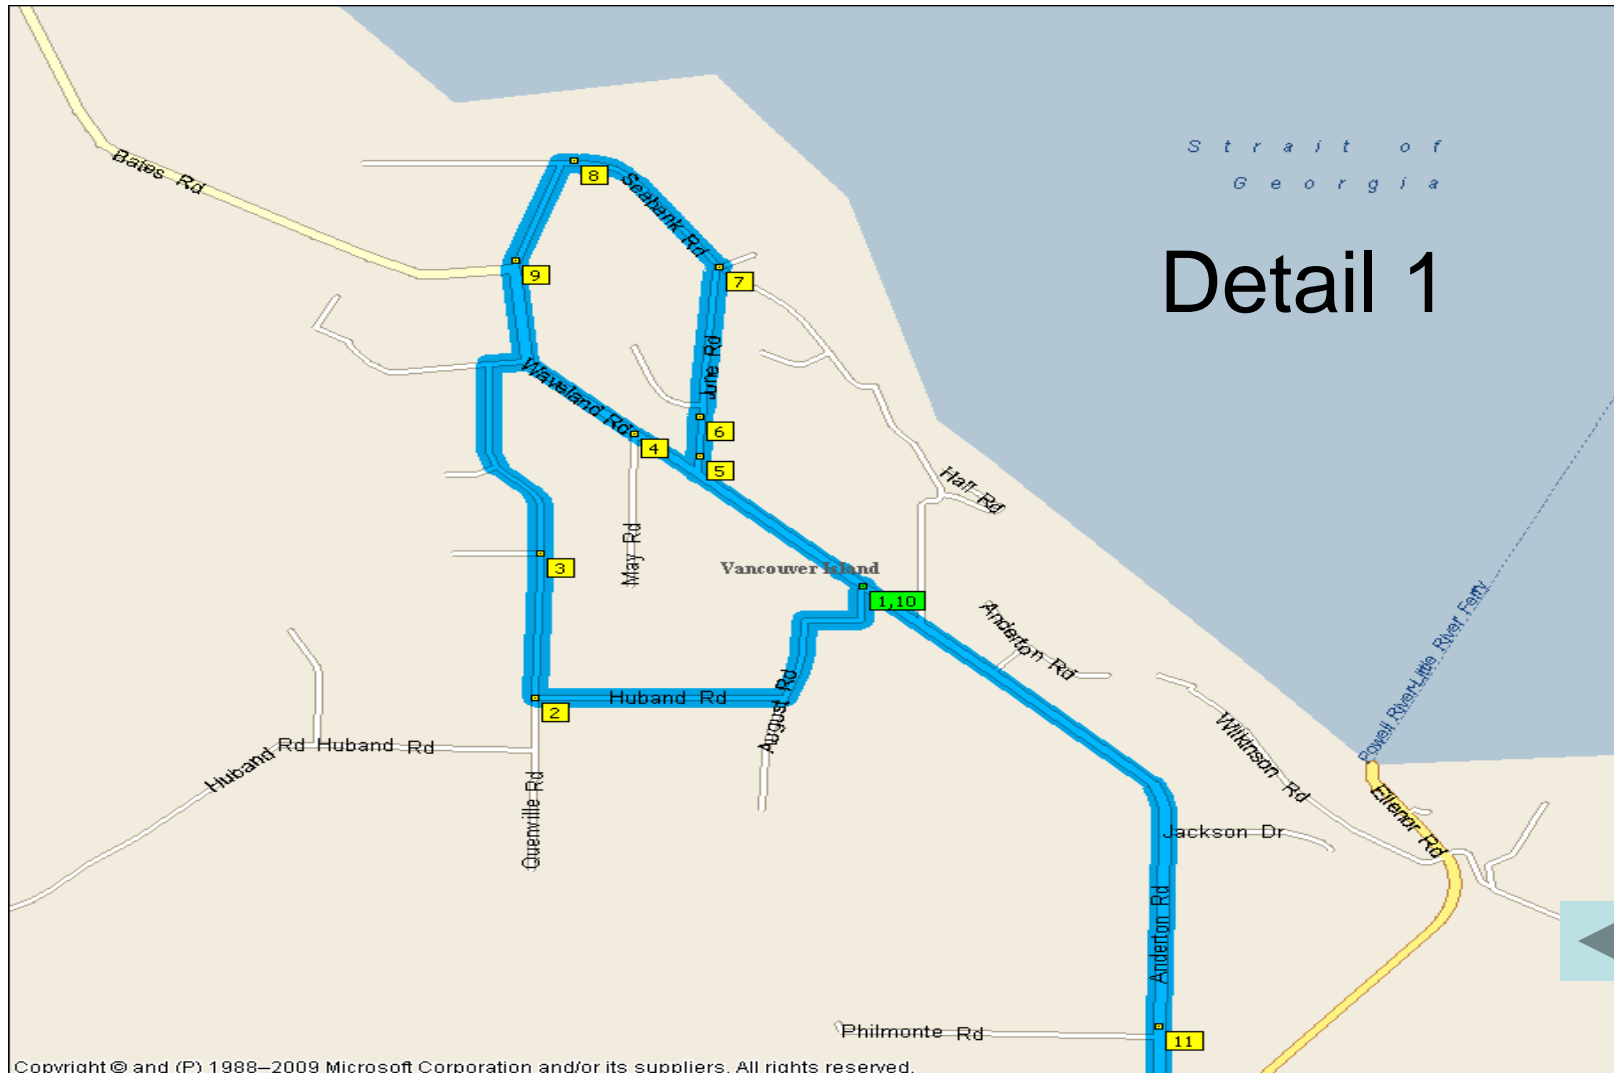 Strait of
Georgia
Detail 1
Bates Rd
8
Seabank Rd
9
7
June Rd
Waveland Rd
6
4
5
Hall Rd
May Rd
3
Vancouver Island
1,10
Anderton Rd
Powell River-Little River Ferry
Huband Rd
August Rd
2
Huband Rd
Huband Rd
Quenville Rd
Wilkinson Rd
Ellenor Rd
Jackson Dr
Anderton Rd
Philmonte Rd
11
Copyright © and (P) 1988–2009 Microsoft Corporation and/or its suppliers. All rights reserved.